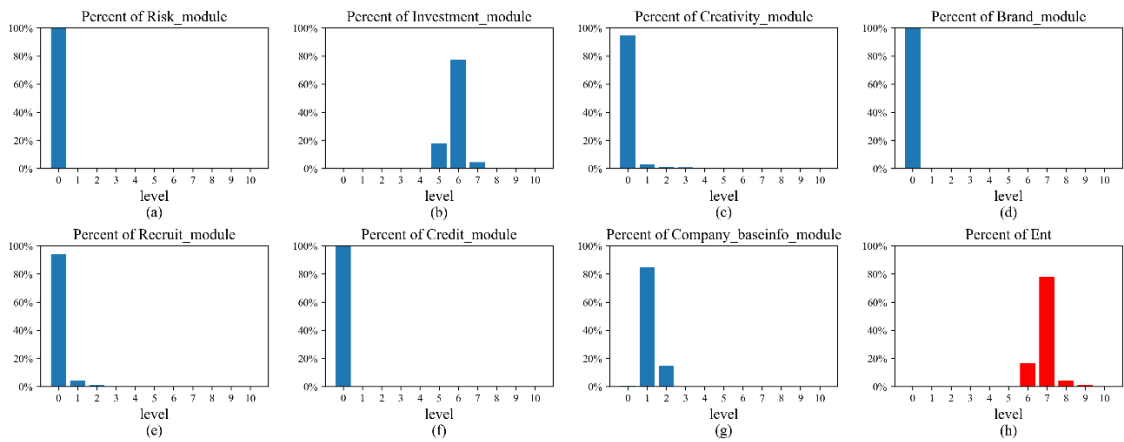 Percent of Risk_module
100%
80%
60%
40%
20%
0%
0 1 2 3 4 5 6 7 8 9 10
level
(a)
Percent of Investment_module
100%
80%
60%
40%
20%
0%
0 1 2 3 4 5 6 7 8 9 10
level
(b)
Percent of Creativity_module
100%
80%
60%
40%
20%
0%
0 1 2 3 4 5 6 7 8 9 10
level
(c)
Percent of Brand_module
100%
80%
60%
40%
20%
0%
0 1 2 3 4 5 6 7 8 9 10
level
(d)
Percent of Recruit_module
100%
80%
60%
40%
20%
0%
0 1 2 3 4 5 6 7 8 9 10
level
(e)
Percent of Credit_module
100%
80%
60%
40%
20%
0%
0 1 2 3 4 5 6 7 8 9 10
level
(f)
Percent of Company_baseinfo_module
100%
80%
60%
40%
20%
0%
0 1 2 3 4 5 6 7 8 9 10
level
(g)
Percent of Ent
100%
80%
60%
40%
20%
0%
0 1 2 3 4 5 6 7 8 9 10
level
(h)